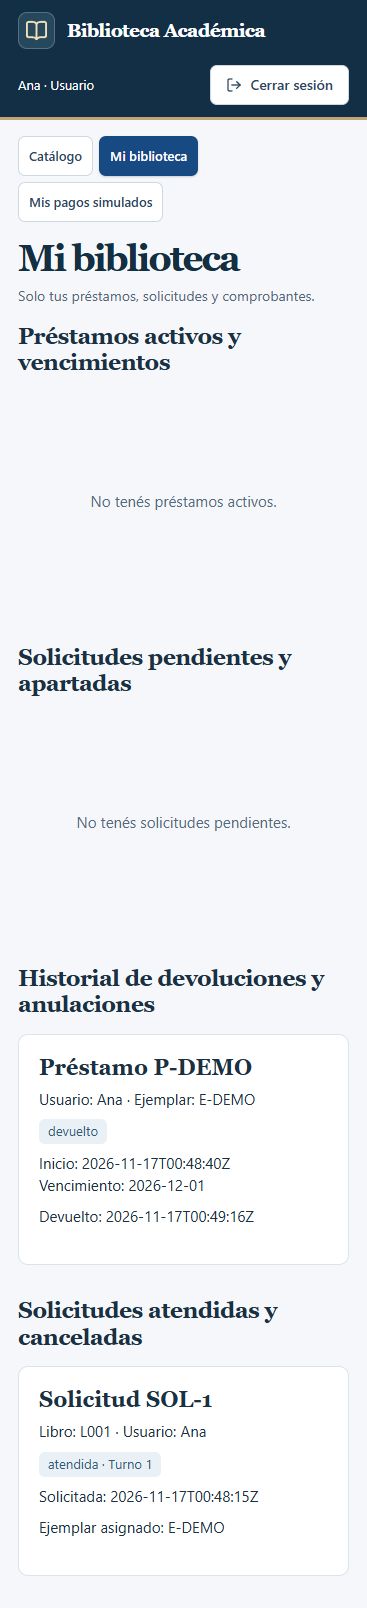 Biblioteca Académica
Ana · Usuario
Cerrar sesión
Catálogo
Mi biblioteca
Mis pagos simulados
Mi biblioteca
Solo tus préstamos, solicitudes y comprobantes.
Préstamos activos y
vencimientos
No tenés préstamos activos.
Solicitudes pendientes y
apartadas
No tenés solicitudes pendientes.
Historial de devoluciones y
anulaciones
Préstamo P-DEMO
Usuario: Ana · Ejemplar: E-DEMO
devuelto
Inicio: 2026-11-17T00:48:40Z
Vencimiento: 2026-12-01
Devuelto: 2026-11-17T00:49:16Z
Solicitudes atendidas y
canceladas
Solicitud SOL-1
Libro: L001 · Usuario: Ana
atendida · Turno 1
Solicitada: 2026-11-17T00:48:15Z
Ejemplar asignado: E-DEMO